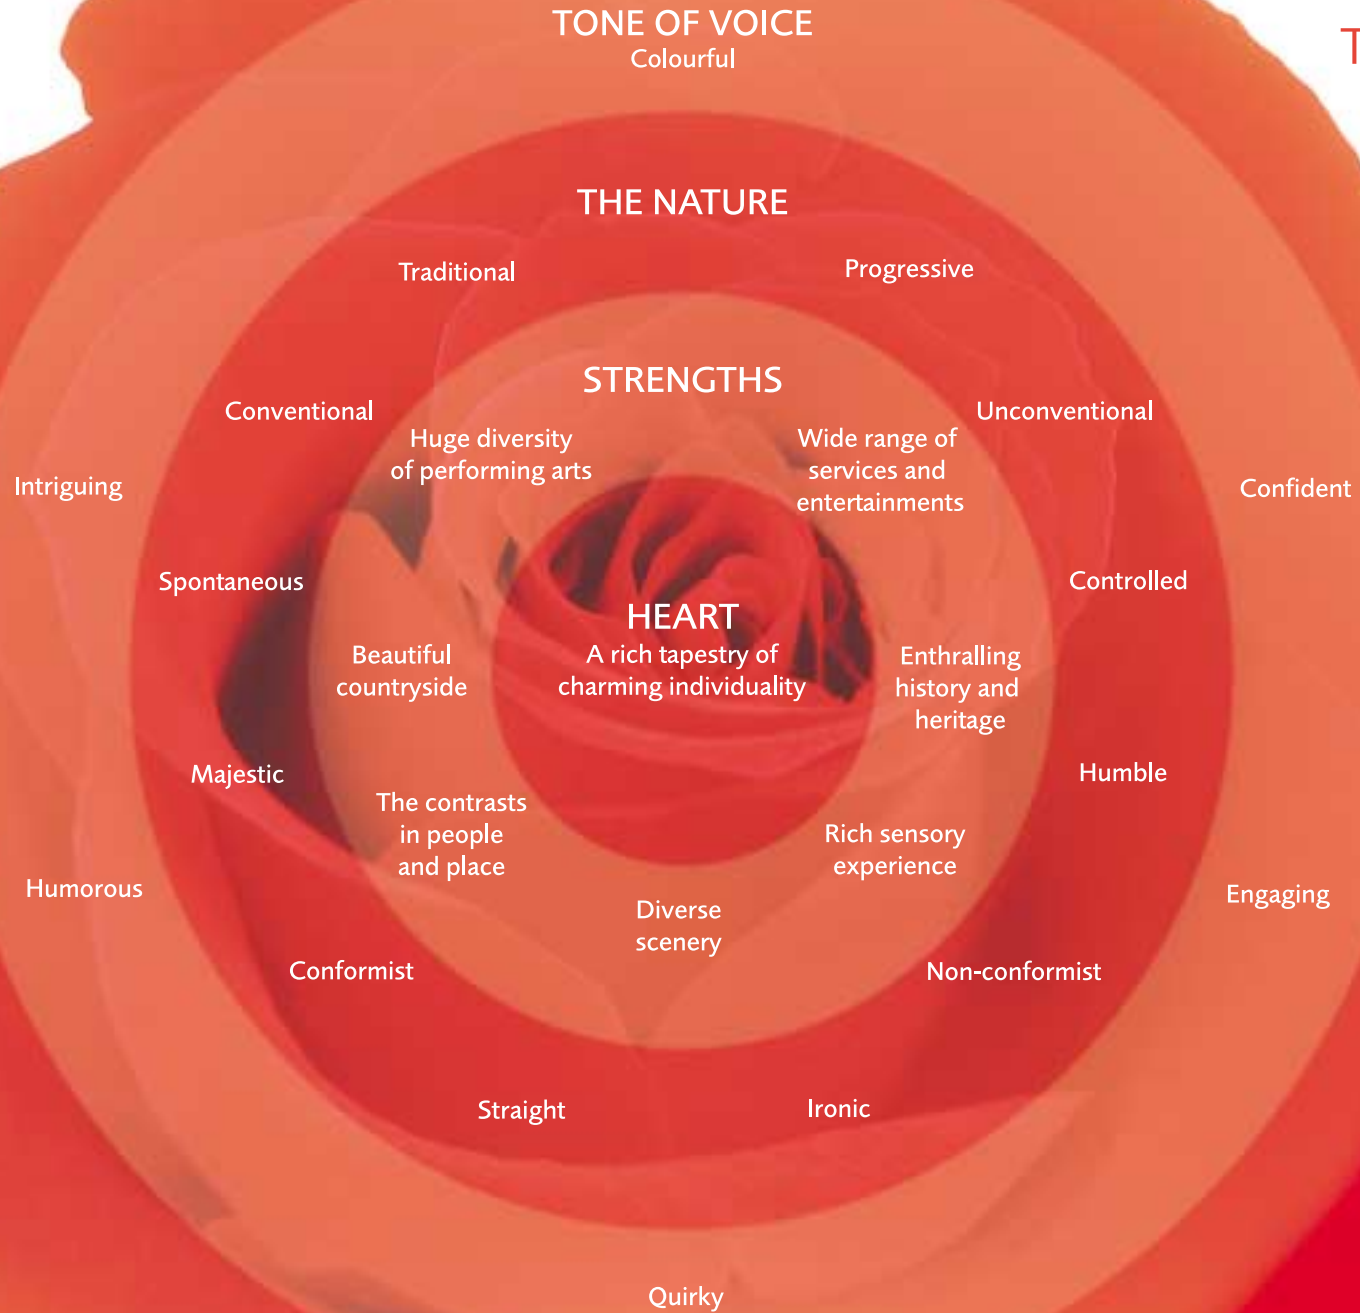 TONE OF VOICE
Colourful
T
THE NATURE
Traditional
Progressive
STRENGTHS
Conventional
Unconventional
Huge diversity
of performing arts
Wide range of
services and
entertainments
Intriguing
Confident
Spontaneous
Controlled
HEART
A rich tapestry of
charming individuality
Beautiful
countryside
Enthralling
history and
heritage
Majestic
Humble
The contrasts
in people
and place
Rich sensory
experience
Humorous
Engaging
Diverse
scenery
Conformist
Non-conformist
Straight
Ironic
Quirky